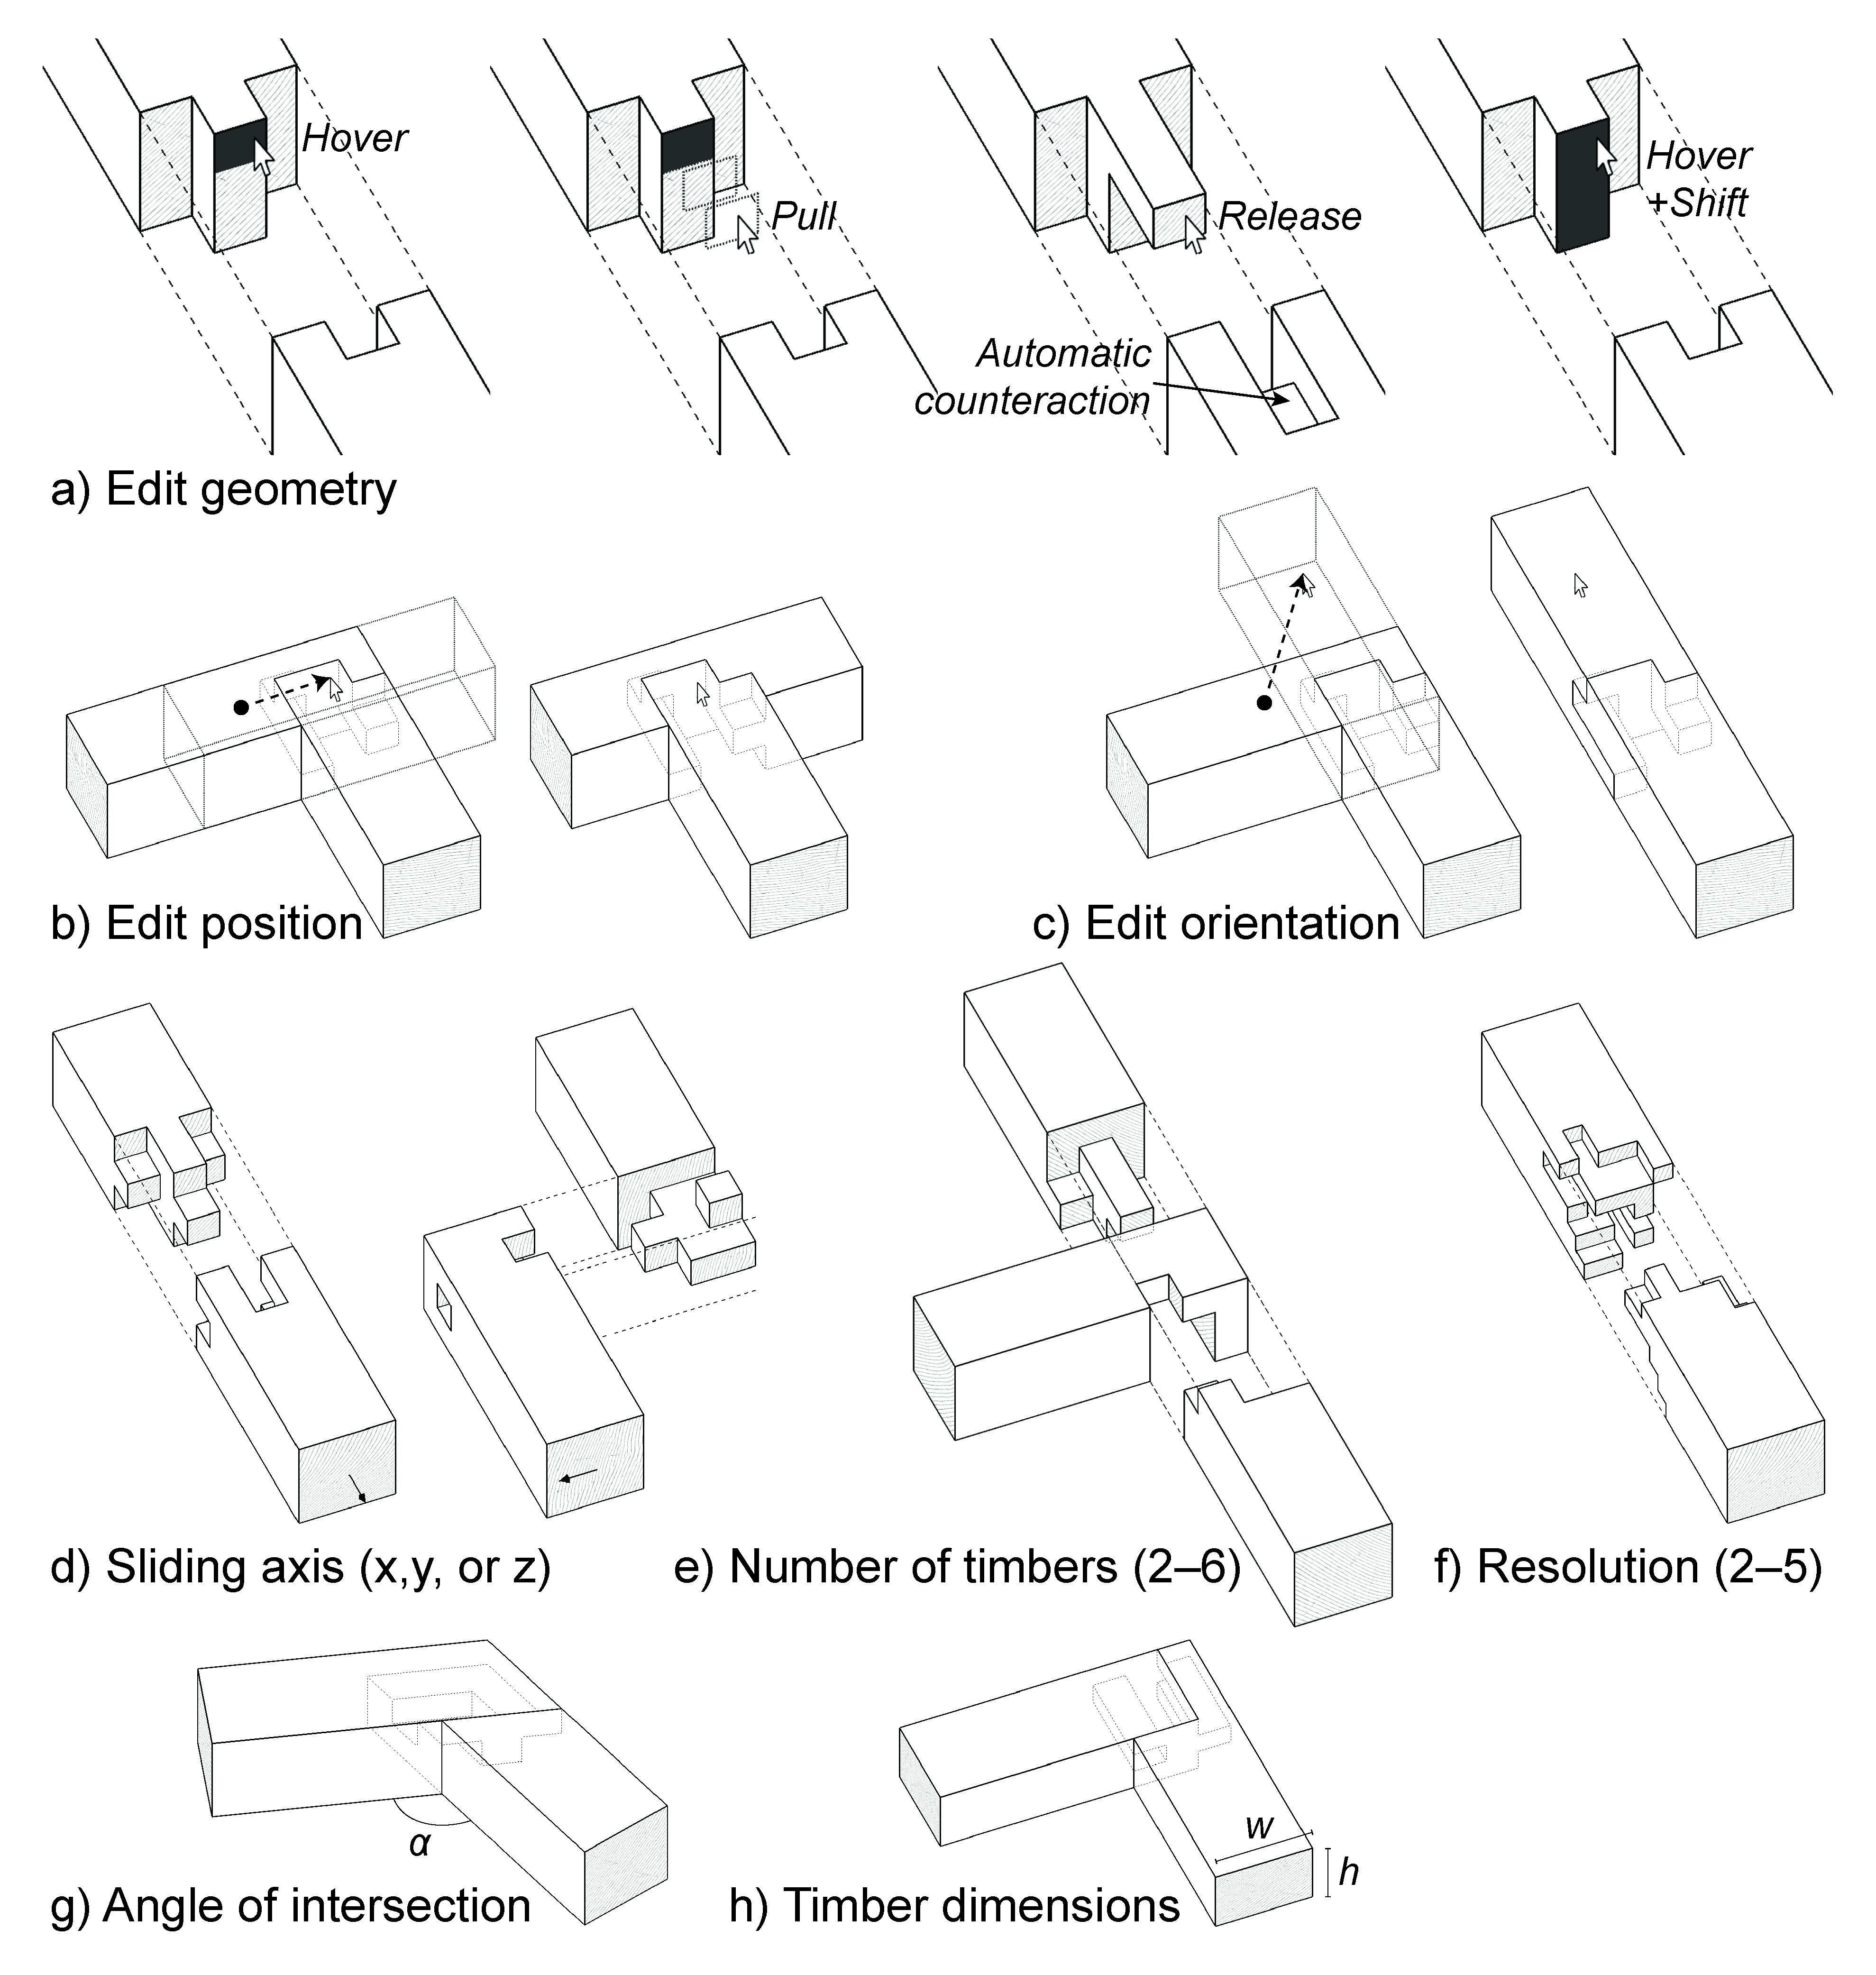 Hover
Pull
Release
Hover
+Shift
Automatic
counteraction
a) Edit geometry
b) Edit position
c) Edit orientation
d) Sliding axis (x,y, or z)
e) Number of timbers (2–6)
f) Resolution (2–5)
α
w
h
g) Angle of intersection
h) Timber dimensions